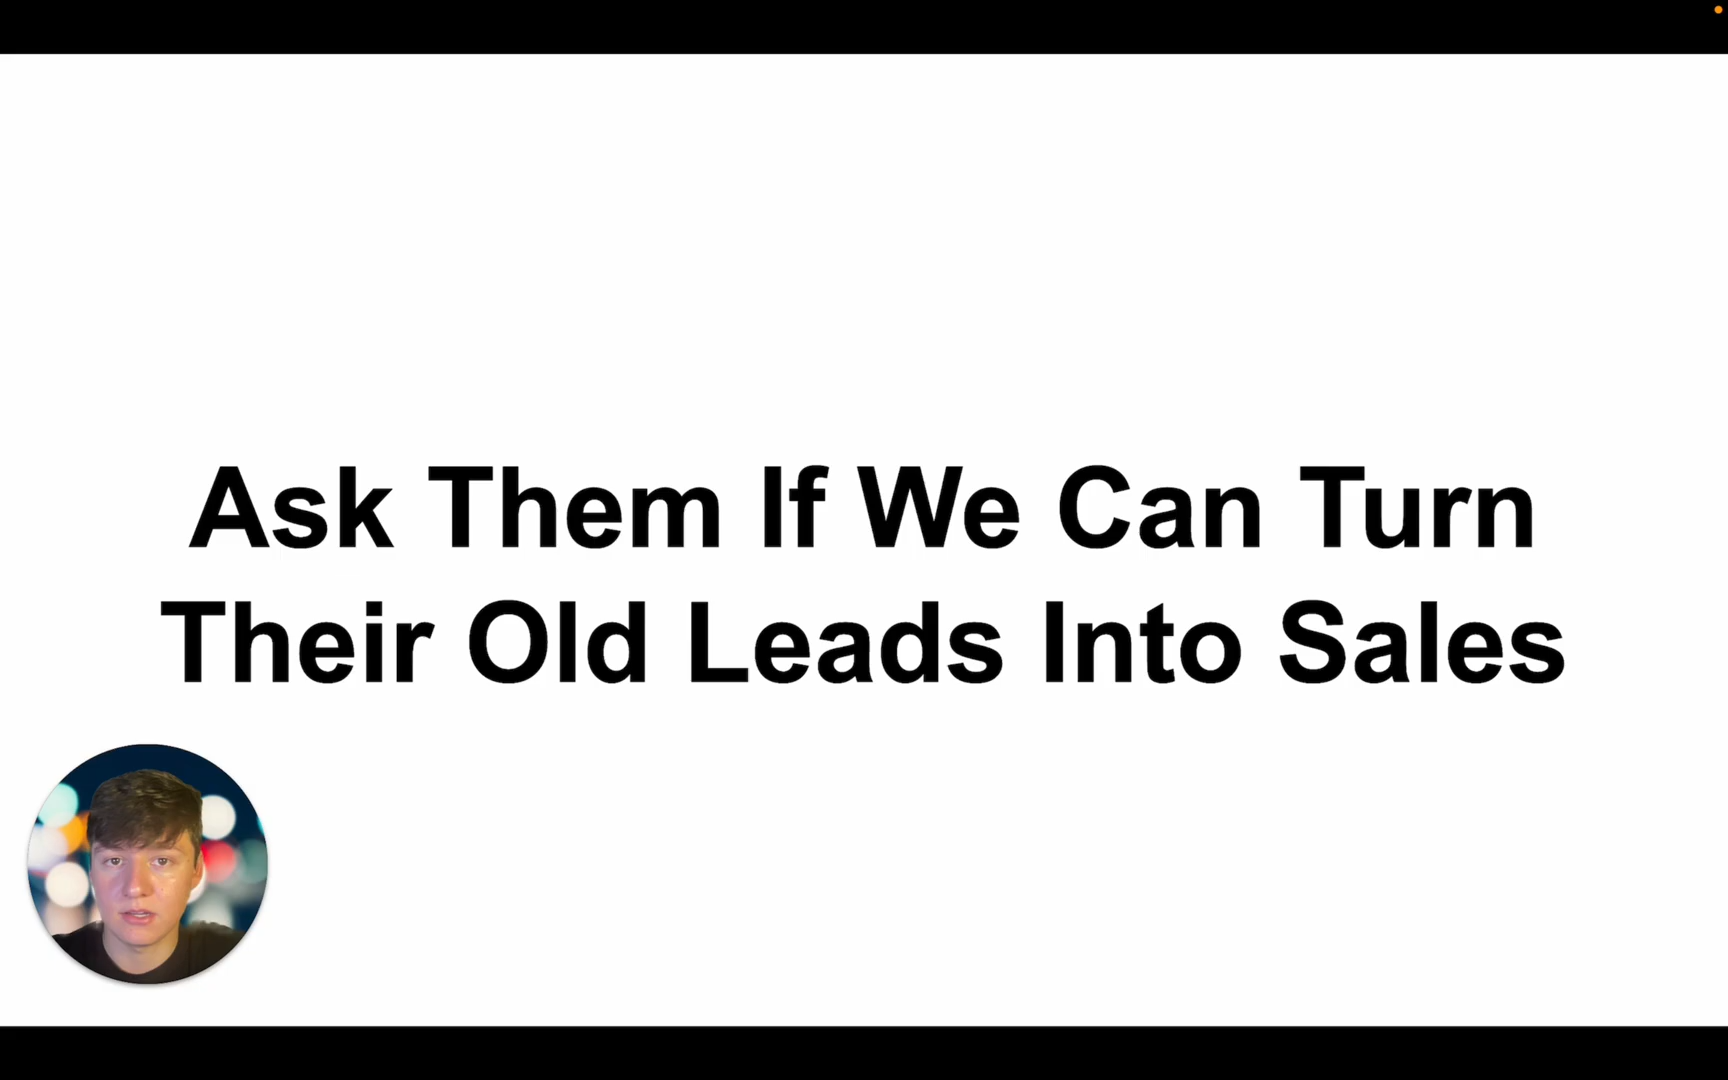 Ask Them If We Can Turn
Their Old Leads Into Sales